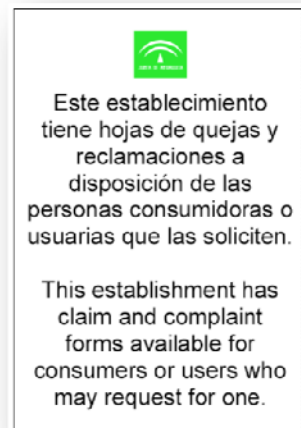 Este establecimiento
tiene hojas de quejas y
reclamaciones a
disposición de las
personas consumidoras o
usuarias que las soliciten.
This establishment has
claim and complaint
forms available for
consumers or users who
may request for one.